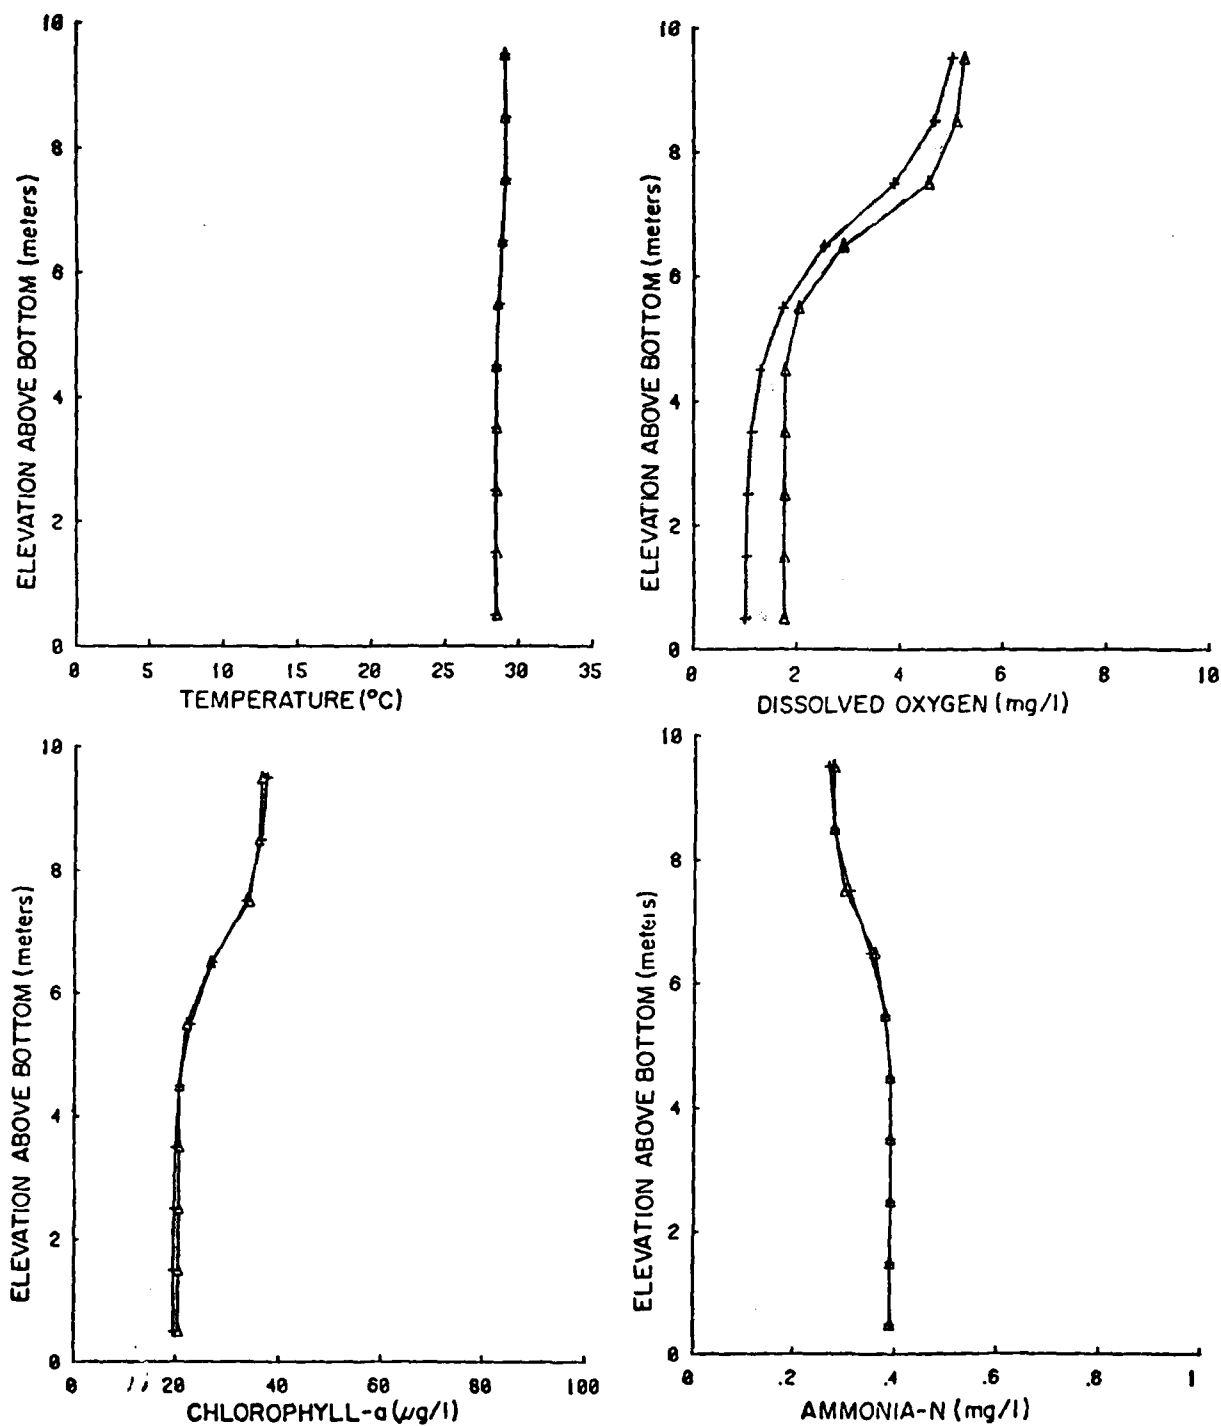 10
8
6
4
2
0
ELEVATION ABOVE BOTTOM (meters)
0 5 10 15 20 25 30 35
TEMPERATURE (°C)
10
8
6
4
2
0
ELEVATION ABOVE BOTTOM (meters)
0 2 4 6 8 10
DISSOLVED OXYGEN (mg/l)
10
8
6
4
2
0
ELEVATION ABOVE BOTTOM (meters)
0 20 40 60 80 100
CHLOROPHYLL-a (μg/l)
10
8
6
4
2
0
ELEVATION ABOVE BOTTOM (meters)
0 .2 .4 .6 .8 1
AMMONIA-N (mg/l)